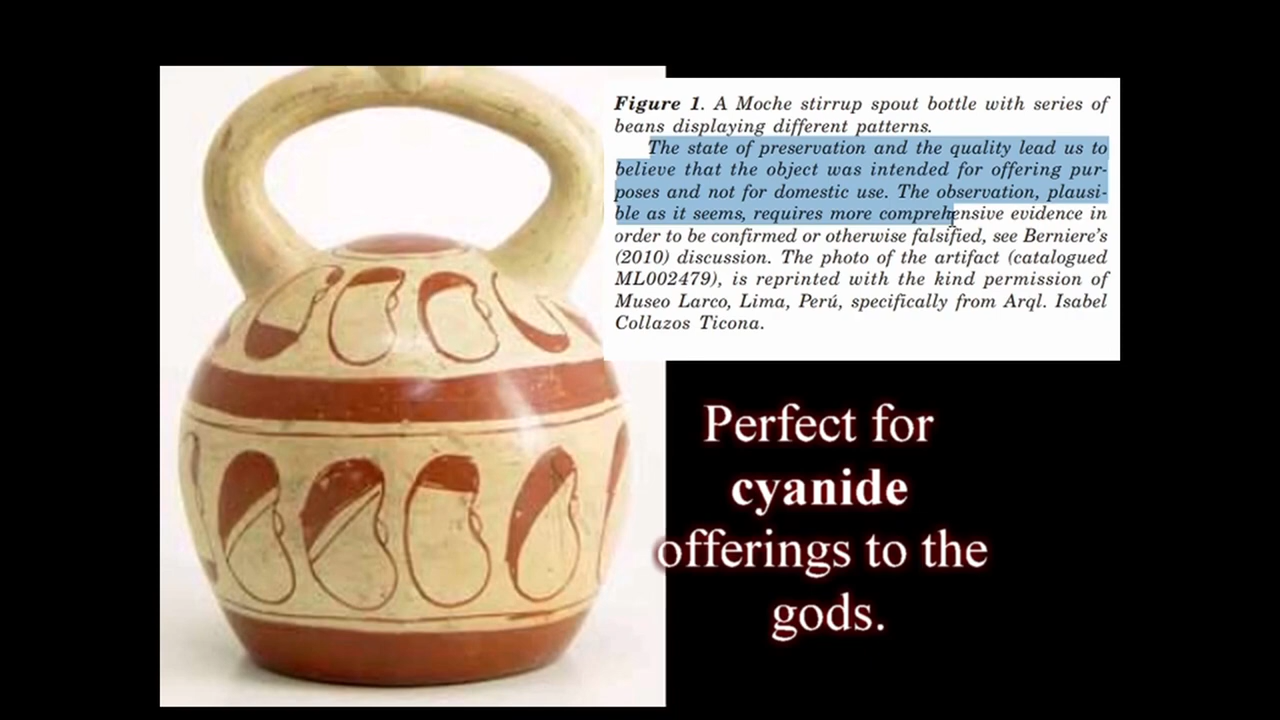 Figure 1. A Moche stirrup spout bottle with series of
beans displaying different patterns.
The state of preservation and the quality lead us to
believe that the object was intended for offering pur-
poses and not for domestic use. The observation, plausi-
ble as it seems, requires more comprehensive evidence in
order to be confirmed or otherwise falsified, see Berniere's
(2010) discussion. The photo of the artifact (catalogued
ML002479), is reprinted with the kind permission of
Museo Larco, Lima, Perú, specifically from Arql. Isabel
Collazos Ticona.
Perfect for
cyanide
offerings to the
gods.